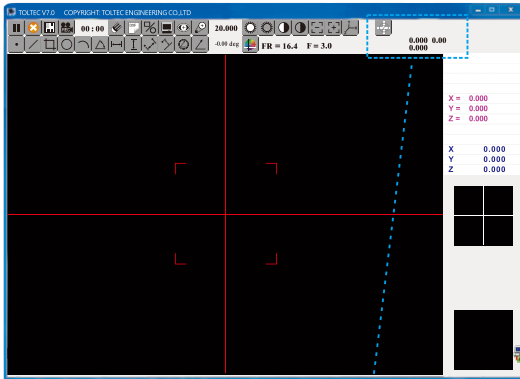 TOLTEC V7.0 COPYRIGHT: TOLTEC ENGINEERING CO.,LTD
00 : 00
20.000
-0.00 deg
FR = 16.4 F = 3.0
0.000 0.00
0.000
X = 0.000
Y = 0.000
Z = 0.000
X 0.000
Y 0.000
Z 0.000